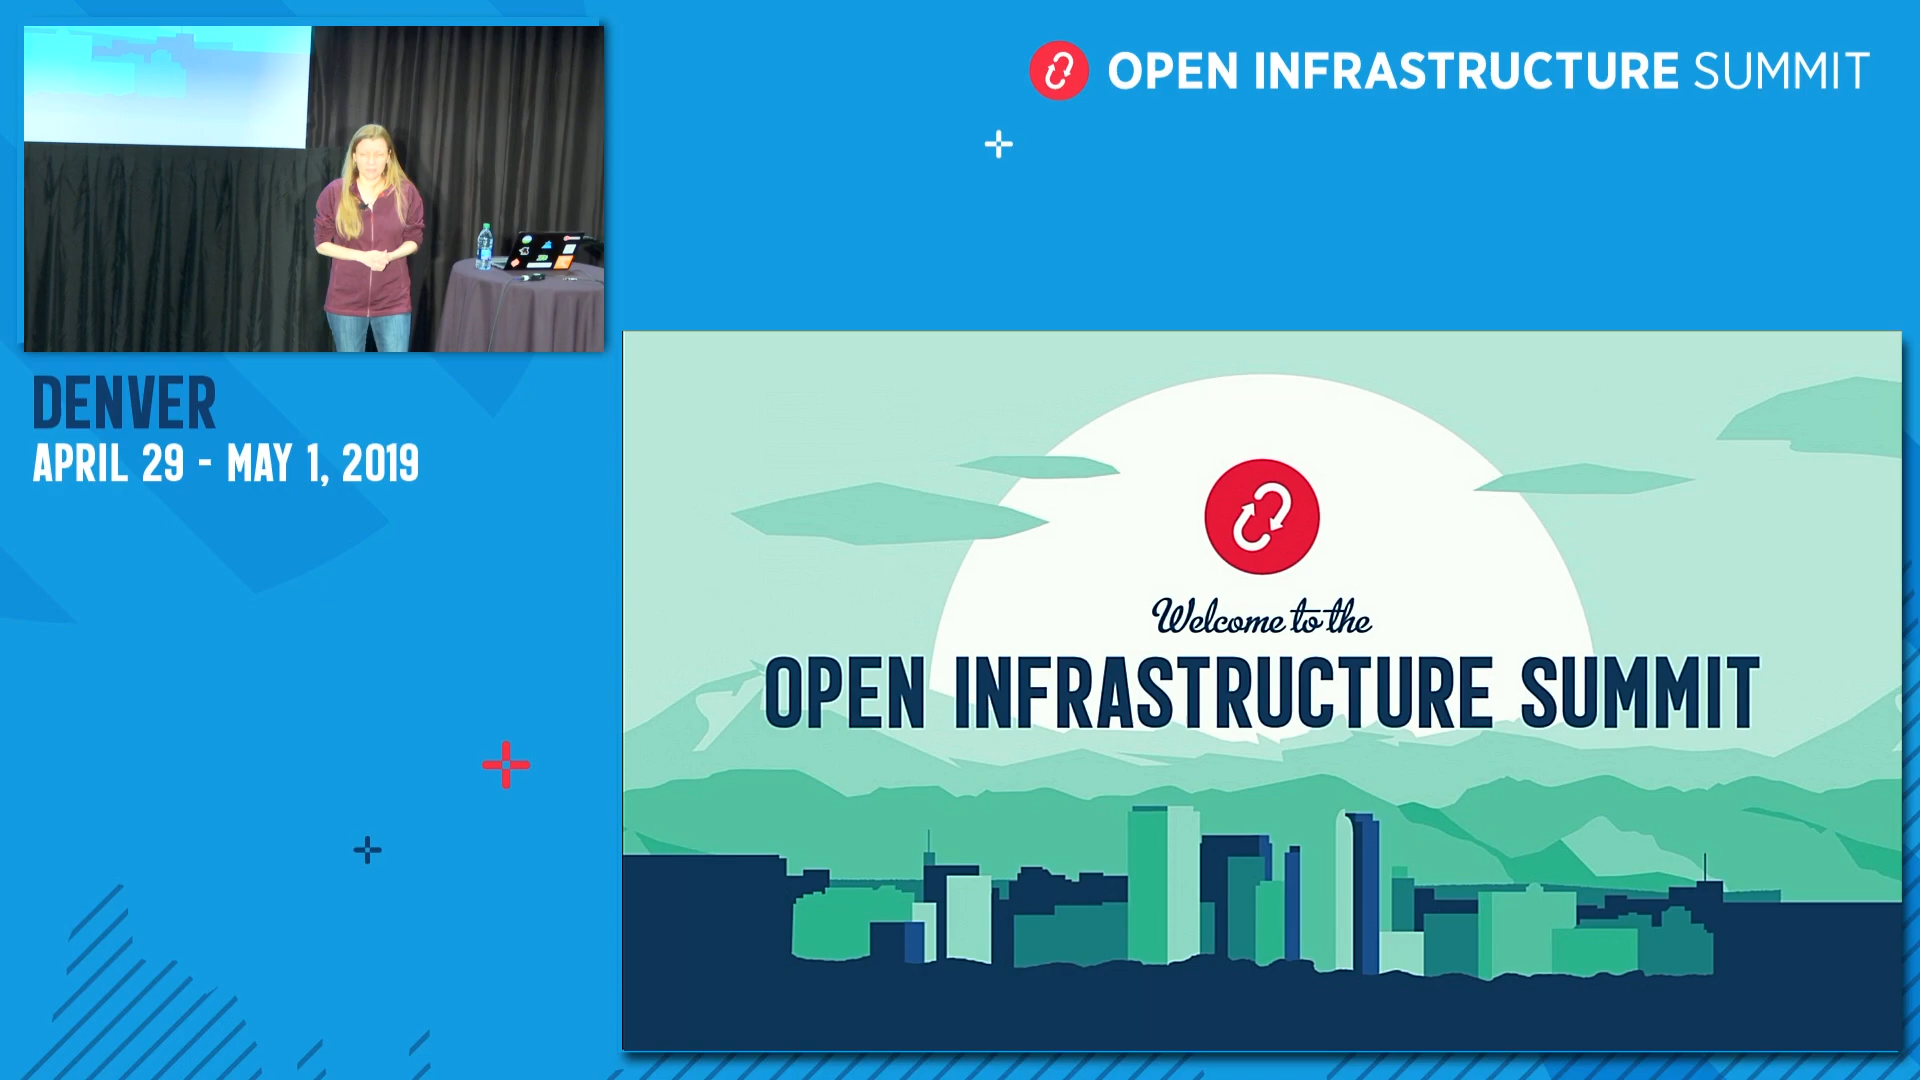 OPEN INFRASTRUCTURE SUMMIT
DENVER
APRIL 29 - MAY 1, 2019
Welcome to the
OPEN INFRASTRUCTURE SUMMIT